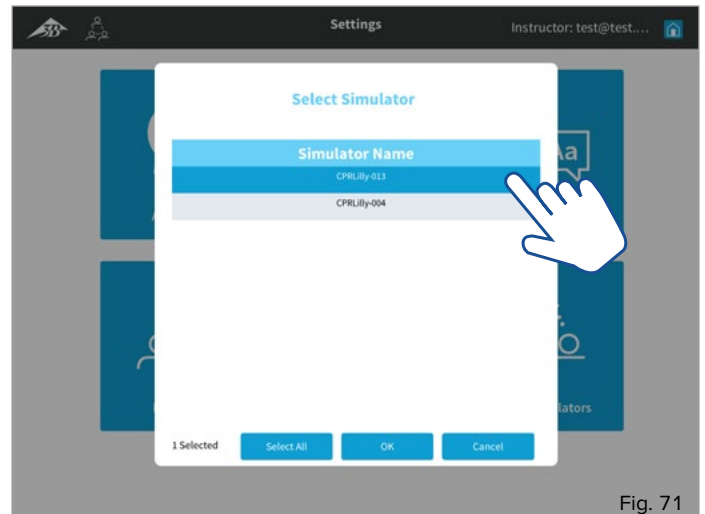 3B
Settings
Instructor: test@test....
Select Simulator
Aa
Simulator Name
CPRLilly-013
CPRLilly-004
lators
1 Selected
Select All
OK
Cancel
Fig. 71